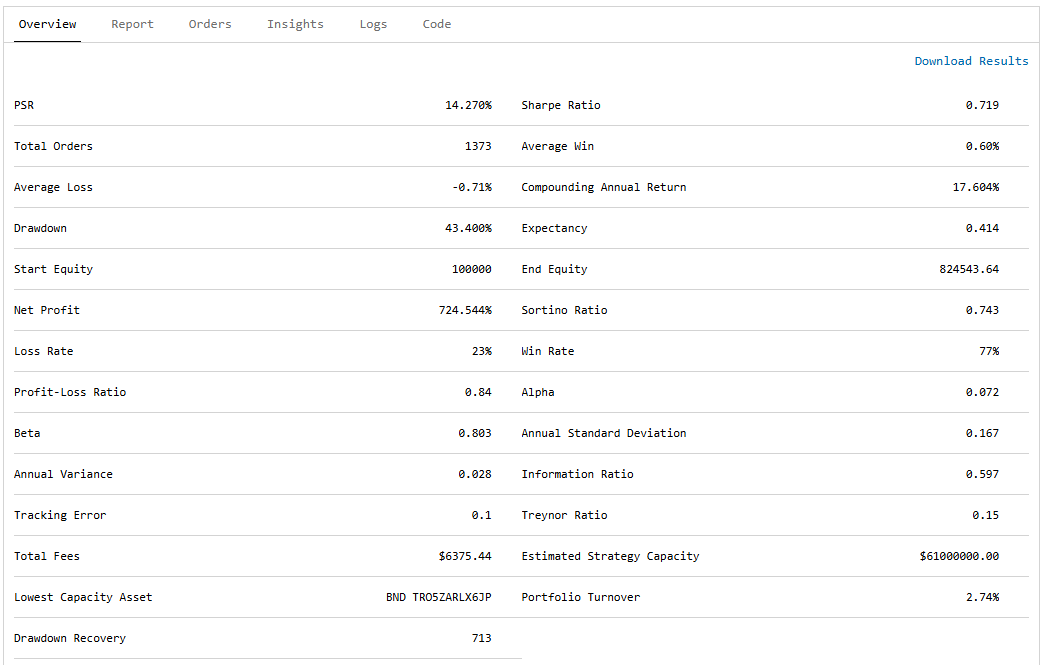 Overview Report Orders Insights Logs Code
Download Results
PSR 14.270% Sharpe Ratio 0.719
Total Orders 1373 Average Win 0.60%
Average Loss -0.71% Compounding Annual Return 17.604%
Drawdown 43.400% Expectancy 0.414
Start Equity 100000 End Equity 824543.64
Net Profit 724.544% Sortino Ratio 0.743
Loss Rate 23% Win Rate 77%
Profit-Loss Ratio 0.84 Alpha 0.072
Beta 0.803 Annual Standard Deviation 0.167
Annual Variance 0.028 Information Ratio 0.597
Tracking Error 0.1 Treynor Ratio 0.15
Total Fees $6375.44 Estimated Strategy Capacity $61000000.00
Lowest Capacity Asset BND TRO5ZARLX6JP Portfolio Turnover 2.74%
Drawdown Recovery 713